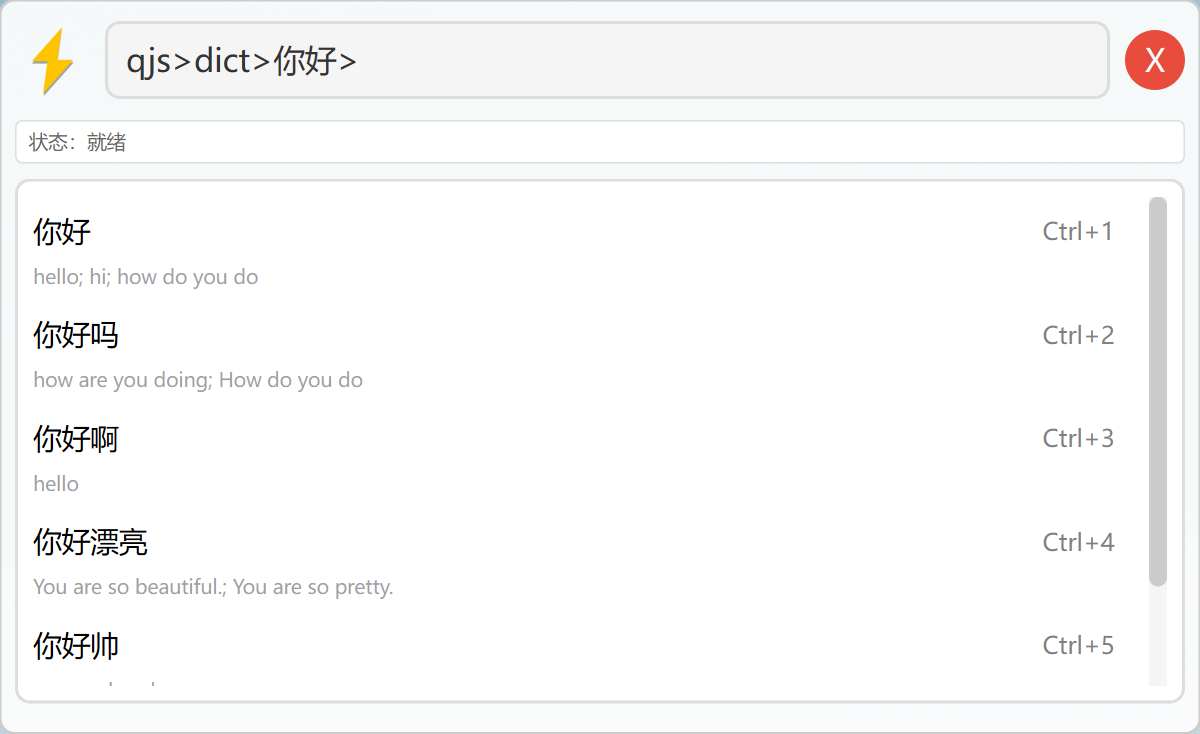 qjs>dict>你好>
X
状态：就绪
你好 Ctrl+1
hello; hi; how do you do
你好吗 Ctrl+2
how are you doing; How do you do
你好啊 Ctrl+3
hello
你好漂亮 Ctrl+4
You are so beautiful.; You are so pretty.
你好帅 Ctrl+5